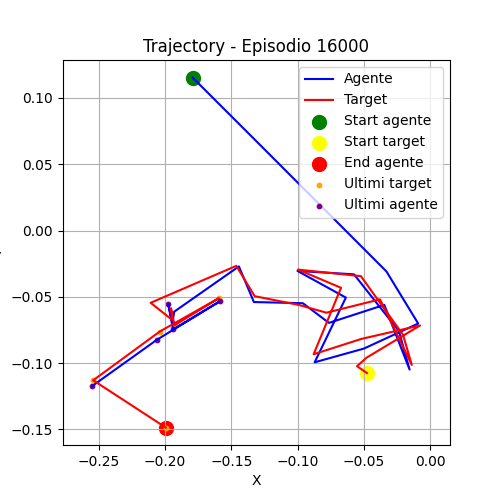 Trajectory - Episodio 16000
Agente
Target
Start agente
Start target
End agente
Ultimi target
Ultimi agente
0.10
0.05
0.00
−0.05
−0.10
−0.15
−0.25 −0.20 −0.15 −0.10 −0.05 0.00
X